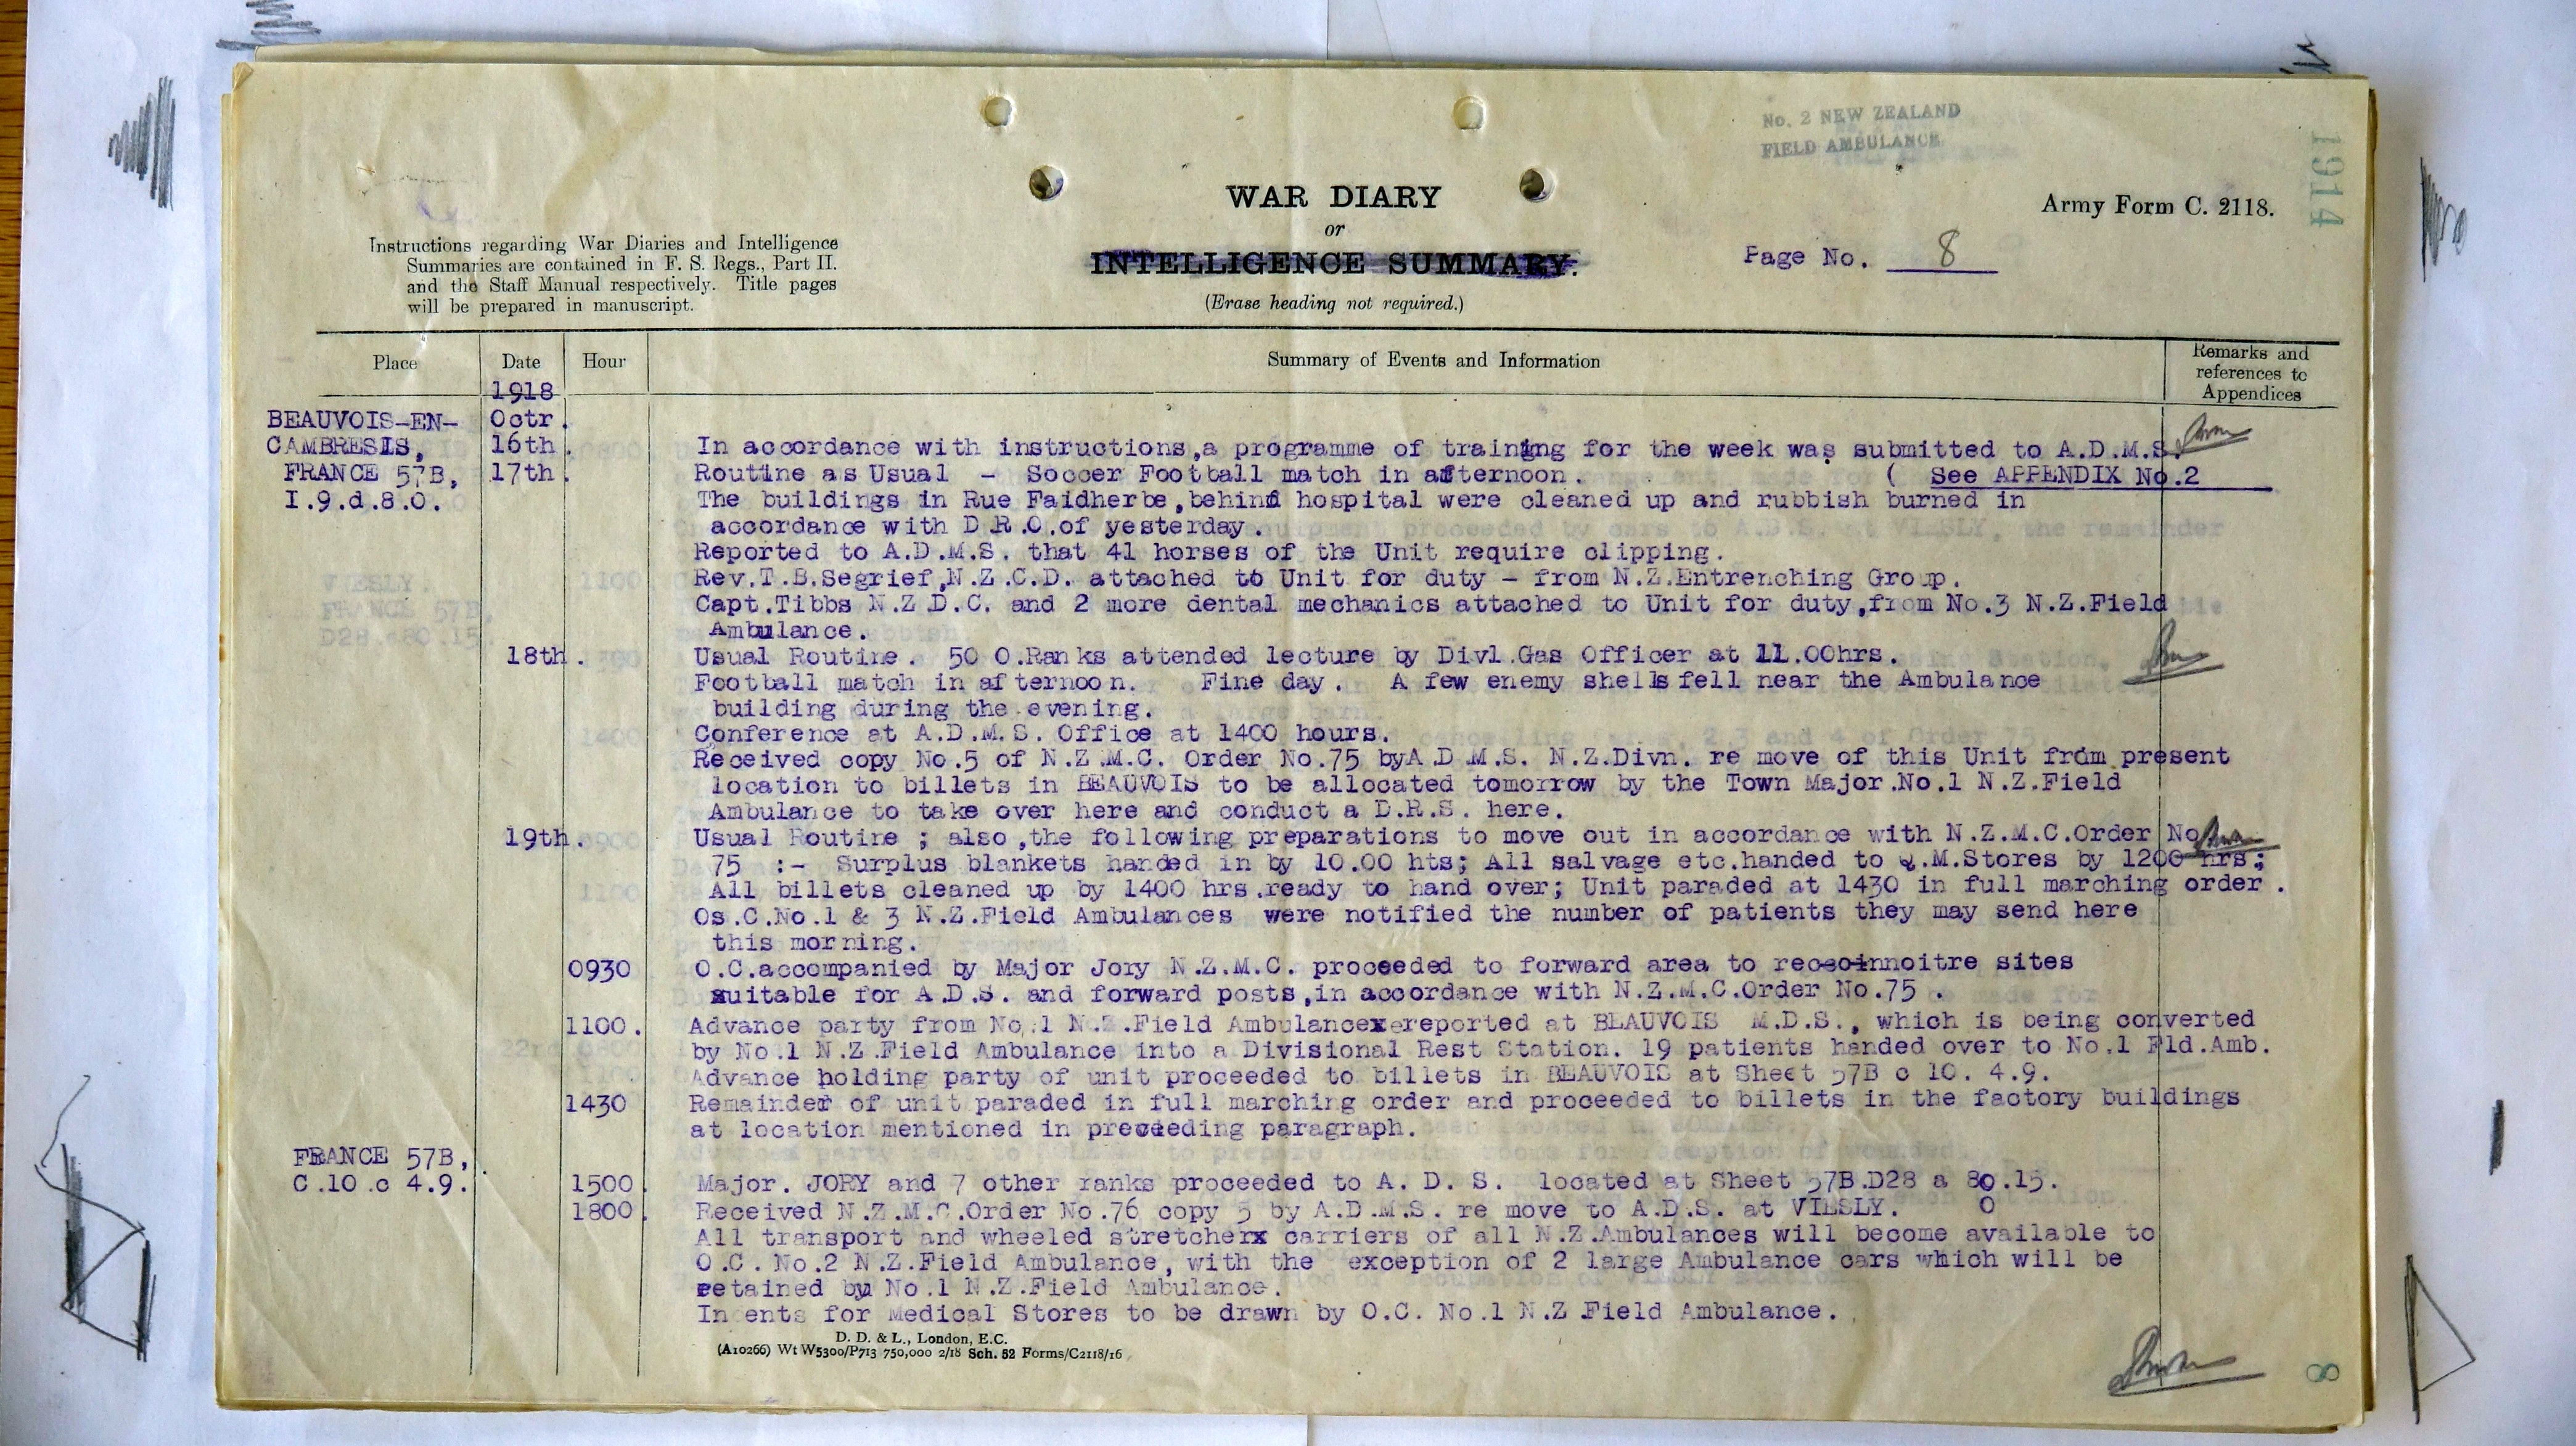 No. 2 NEW ZEALAND
FIELD AMBULANCE
1914
WAR DIARY
or
INTELLIGENCE SUMMARY.
(Erase heading not required.)
Army Form C. 2118.
Instructions regarding War Diaries and Intelligence
Summaries are contained in F. S. Regs., Part II.
and the Staff Manual respectively. Title pages
will be prepared in manuscript.
Page No. 8
Place Date Hour Summary of Events and Information Remarks and references to Appendices
1918
BEAUVOIS-EN- Octr.
CAMBRESIS, 16th. In accordance with instructions,a programme of training for the week was submitted to A.D.M.S.
FRANCE 57B, 17th. Routine as Usual - Soccer Football match in afternoon. ( See APPENDIX No.2
I.9.d.8.0. The buildings in Rue Faidherbe,behind hospital were cleaned up and rubbish burned in
accordance with D.R.O.of yesterday.
Reported to A.D.M.S. that 41 horses of the Unit require clipping.
Rev.T.B.Segrief,N.Z.C.D. attached to Unit for duty - from N.Z.Entrenching Group.
Capt.Tibbs N.Z.D.C. and 2 more dental mechanics attached to Unit for duty,from No.3 N.Z.Field
Ambulance.
18th. Usual Routine. 50 O.Ranks attended lecture by Divl.Gas Officer at 11.00hrs.
Football match in afternoon. Fine day. A few enemy shells fell near the Ambulance
building during the evening.
Conference at A.D.M.S. Office at 1400 hours.
Received copy No.5 of N.Z.M.C. Order No.75 byA.D.M.S. N.Z.Divn. re move of this Unit from present
location to billets in BEAUVOIS to be allocated tomorrow by the Town Major.No.1 N.Z.Field
Ambulance to take over here and conduct a D.R.S. here.
19th. Usual Routine ; also,the following preparations to move out in accordance with N.Z.M.C.Order No
75 :- Surplus blankets handed in by 10.00 hts; All salvage etc.handed to Q.M.Stores by 1200 hrs;
All billets cleaned up by 1400 hrs.ready to hand over; Unit paraded at 1430 in full marching order.
Os.C.No.1 & 3 N.Z.Field Ambulances were notified the number of patients they may send here
this morning.
0930 O.C.accompanied by Major Jory N.Z.M.C. proceeded to forward area to reccoinnoitre sites
suitable for A.D.S. and forward posts,in accordance with N.Z.M.C.Order No.75 .
1100. Advance party from No.1 N.Z.Field Ambulancexereported at BEAUVOIS M.D.S., which is being converted
by No.1 N.Z.Field Ambulance into a Divisional Rest Station. 19 patients handed over to No.1 Fld.Amb.
Advance holding party of unit proceeded to billets in BEAUVOIS at Sheet 57B c 10. 4.9.
1430 Remainder of unit paraded in full marching order and proceeded to billets in the factory buildings
at location mentioned in preceeding paragraph.
FRANCE 57B,
C.10.c 4.9. 1500. Major. JORY and 7 other ranks proceeded to A. D. S. located at Sheet 57B.D28 a 80.15.
1800. Received N.Z.M.C.Order No.76 copy 5 by A.D.M.S. re move to A.D.S. at VIESLY. O
All transport and wheeled stretcherx carriers of all N.Z.Ambulances will become available to
O.C. No.2 N.Z.Field Ambulance, with the exception of 2 large Ambulance cars which will be
retained by No.1 N.Z.Field Ambulance.
In ents for Medical Stores to be drawn by O.C. No.1 N.Z Field Ambulance.
D. D. & L., London, E.C.
(A10266) Wt W5300/P713 750,000 2/18 Sch. 52 Forms/C2118/16
8